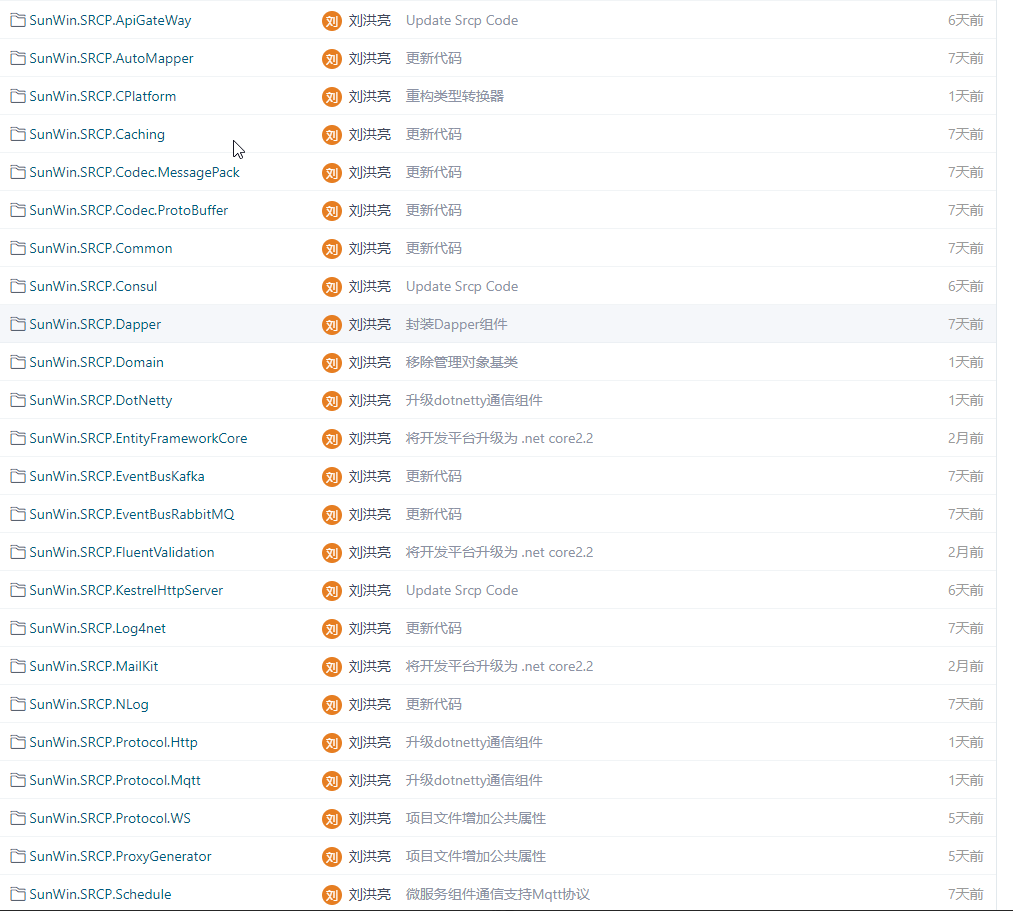 SunWin.SRCP.ApiGateWay 刘 刘洪亮 Update Srcp Code 6天前
SunWin.SRCP.AutoMapper 刘 刘洪亮 更新代码 7天前
SunWin.SRCP.CPlatform 刘 刘洪亮 重构类型转换器 1天前
SunWin.SRCP.Caching 刘 刘洪亮 更新代码 7天前
SunWin.SRCP.Codec.MessagePack 刘 刘洪亮 更新代码 7天前
SunWin.SRCP.Codec.ProtoBuffer 刘 刘洪亮 更新代码 7天前
SunWin.SRCP.Common 刘 刘洪亮 更新代码 7天前
SunWin.SRCP.Consul 刘 刘洪亮 Update Srcp Code 6天前
SunWin.SRCP.Dapper 刘 刘洪亮 封装Dapper组件 7天前
SunWin.SRCP.Domain 刘 刘洪亮 移除管理对象基类 1天前
SunWin.SRCP.DotNetty 刘 刘洪亮 升级dotnetty通信组件 1天前
SunWin.SRCP.EntityFrameworkCore 刘 刘洪亮 将开发平台升级为 .net core2.2 2月前
SunWin.SRCP.EventBusKafka 刘 刘洪亮 更新代码 7天前
SunWin.SRCP.EventBusRabbitMQ 刘 刘洪亮 更新代码 7天前
SunWin.SRCP.FluentValidation 刘 刘洪亮 将开发平台升级为 .net core2.2 2月前
SunWin.SRCP.KestrelHttpServer 刘 刘洪亮 Update Srcp Code 6天前
SunWin.SRCP.Log4net 刘 刘洪亮 更新代码 7天前
SunWin.SRCP.MailKit 刘 刘洪亮 将开发平台升级为 .net core2.2 2月前
SunWin.SRCP.NLog 刘 刘洪亮 更新代码 7天前
SunWin.SRCP.Protocol.Http 刘 刘洪亮 升级dotnetty通信组件 1天前
SunWin.SRCP.Protocol.Mqtt 刘 刘洪亮 升级dotnetty通信组件 1天前
SunWin.SRCP.Protocol.WS 刘 刘洪亮 项目文件增加公共属性 5天前
SunWin.SRCP.ProxyGenerator 刘 刘洪亮 项目文件增加公共属性 5天前
SunWin.SRCP.Schedule 刘 刘洪亮 微服务组件通信支持Mqtt协议 7天前